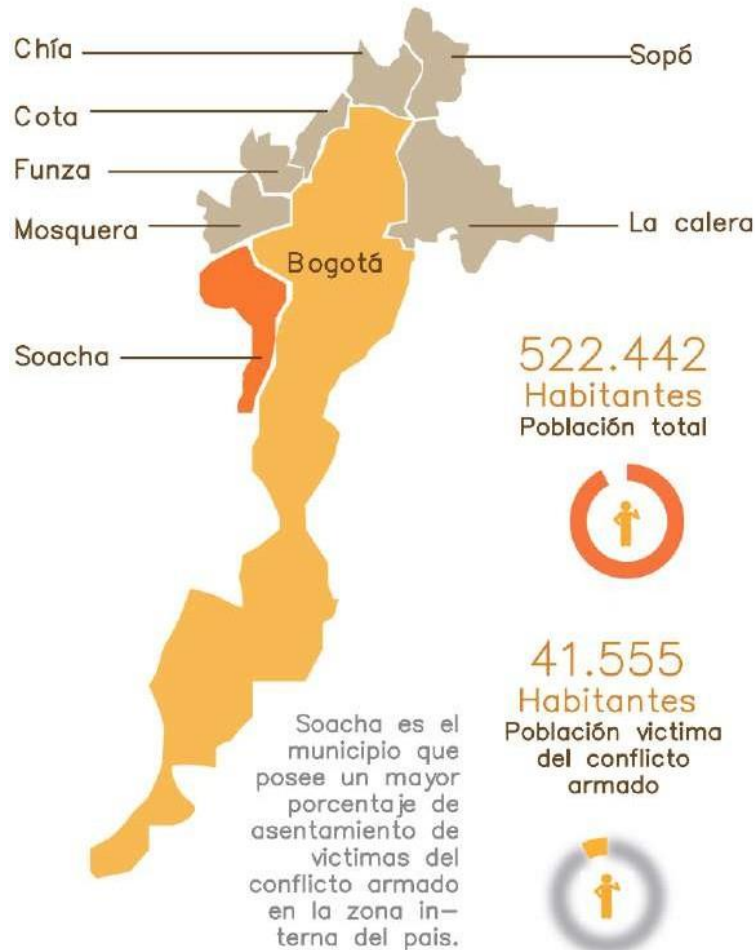 Chía
Sopó
Cota
Funza
Mosquera
La calera
Bogotá
Soacha
522.442
Habitantes
Población total
41.555
Habitantes
Población victima
del conflicto
armado
Soacha es el
municipio que
posee un mayor
porcentaje de
asentamiento de
victimas del
conflicto armado
en la zona in-
terna del pais.